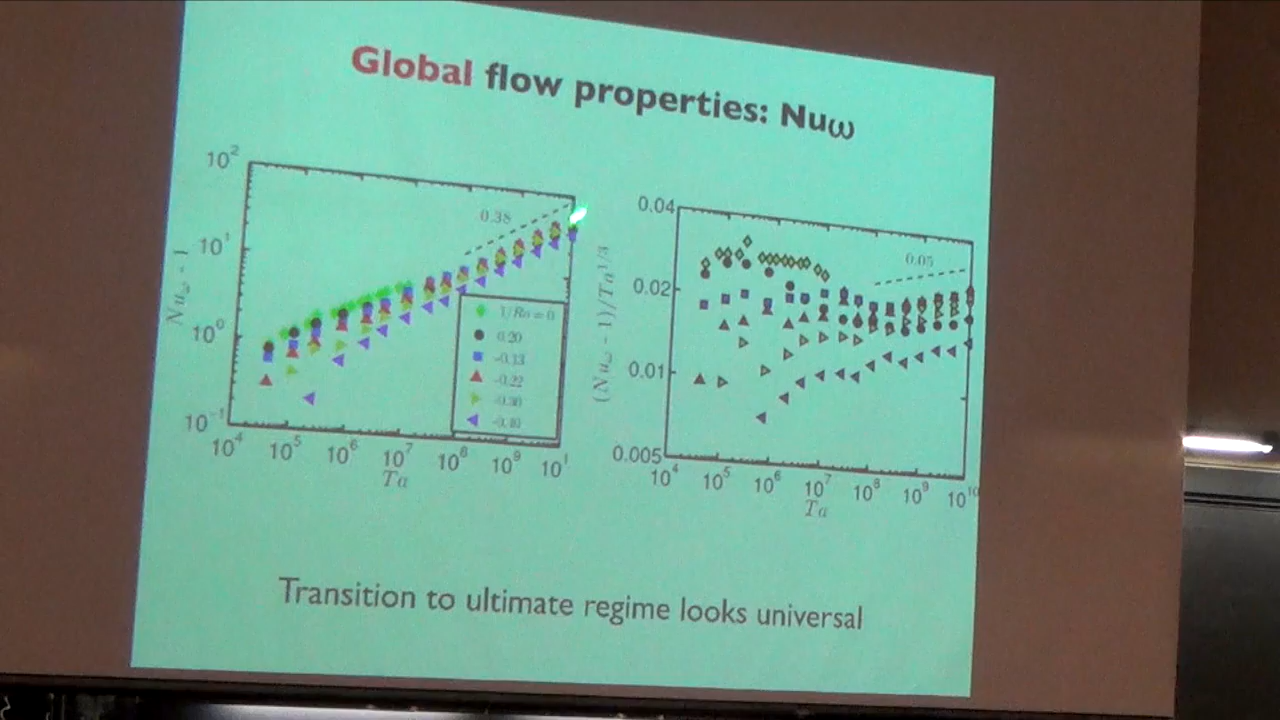 Global flow properties: Nuω
10²
10¹
10⁰
10⁻¹
Nuω - 1
0.38
1/Ro = 0
0.20
-0.13
-0.22
-0.30
-0.40
10⁴ 10⁵ 10⁶ 10⁷ 10⁸ 10⁹ 10¹
Ta
0.04
0.02
0.01
0.005
(Nuω - 1)/Ta¹/³
0.05
10⁴ 10⁵ 10⁶ 10⁷ 10⁸ 10⁹ 10¹⁰
Ta
Transition to ultimate regime looks universal